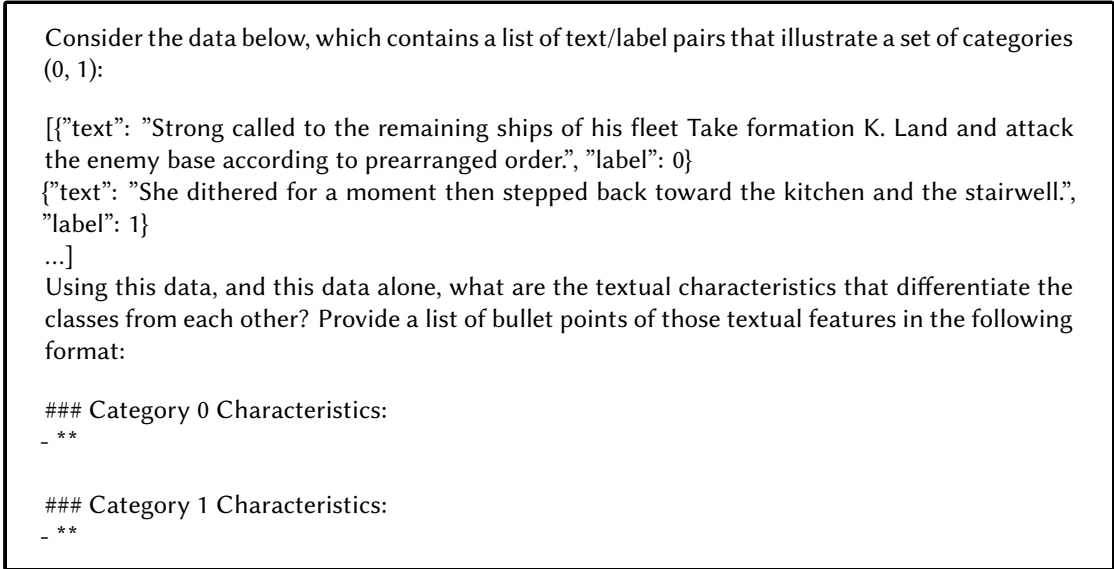 Consider the data below, which contains a list of text/label pairs that illustrate a set of categories
(0, 1):
[{”text”: ”Strong called to the remaining ships of his fleet Take formation K. Land and attack
the enemy base according to prearranged order.”, ”label”: 0}
{”text”: ”She dithered for a moment then stepped back toward the kitchen and the stairwell.”,
”label”: 1}
...]
Using this data, and this data alone, what are the textual characteristics that differentiate the
classes from each other? Provide a list of bullet points of those textual features in the following
format:
### Category 0 Characteristics:
- **
### Category 1 Characteristics:
- **